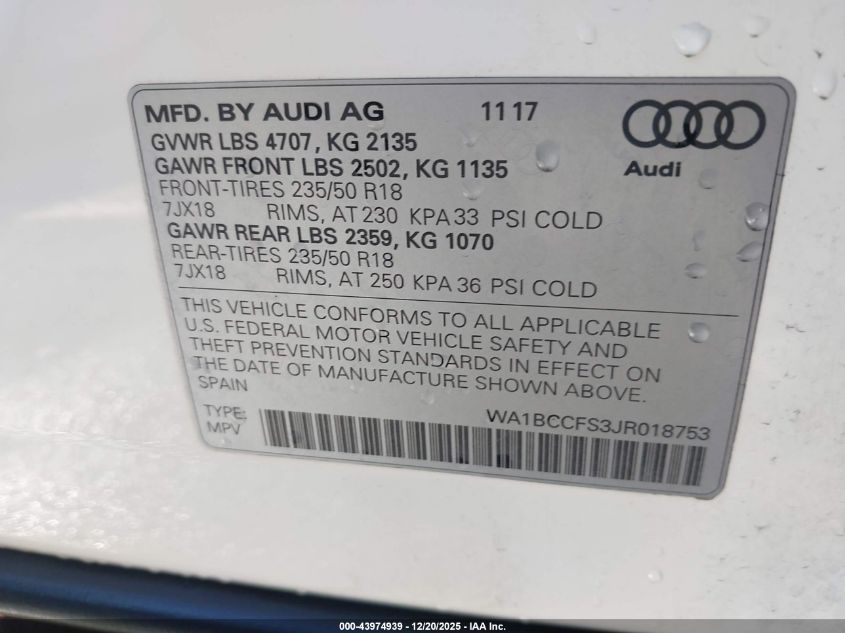 MFD. BY AUDI AG 11 17
GVWR LBS 4707, KG 2135
GAWR FRONT LBS 2502, KG 1135
Audi
FRONT-TIRES 235/50 R18
7JX18 RIMS, AT 230 KPA 33 PSI COLD
GAWR REAR LBS 2359, KG 1070
REAR-TIRES 235/50 R18
7JX18 RIMS, AT 250 KPA 36 PSI COLD
THIS VEHICLE CONFORMS TO ALL APPLICABLE
U.S. FEDERAL MOTOR VEHICLE SAFETY AND
THEFT PREVENTION STANDARDS IN EFFECT ON
THE DATE OF MANUFACTURE SHOWN ABOVE.
SPAIN
TYPE: WA1BCCFS3JR018753
MPV
000-43974939 - 12/20/2025 - IAA Inc.